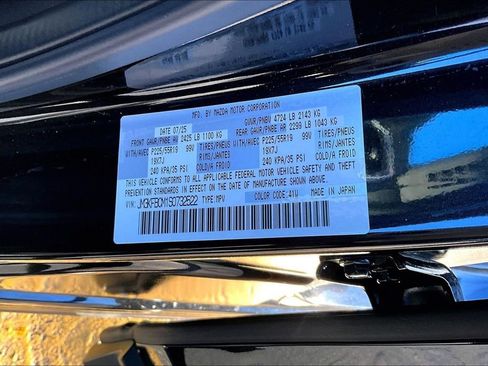 MFG. BY MAZDA MOTOR CORPORATION
DATE 07/25 GVWR/PNBV 4724 LB 2143 KG
FRONT GAWR/PNBE AV 2425 LB 1100 KG REAR GAWR/PNBE AR 2299 LB 1043 KG
WITH/AVEC P225/55R19 99V TIRES/PNEUS WITH/AVEC P225/55R19 99V TIRES/PNEUS
19X7J RIMS/JANTES 19X7J RIMS/JANTES
240 KPA/35 PSI COLD/A FROID 240 KPA/35 PSI COLD/A FROID
THIS VEHICLE CONFORMS TO ALL APPLICABLE FEDERAL MOTOR VEHICLE SAFETY AND THEFT
PREVENTION STANDARDS IN EFFECT ON THE DATE OF MANUFACTURE SHOWN ABOVE.
MADE IN JAPAN
VIN: JM3KFBCM1S0732522 TYPE: MPV COLOR CODE: 41U